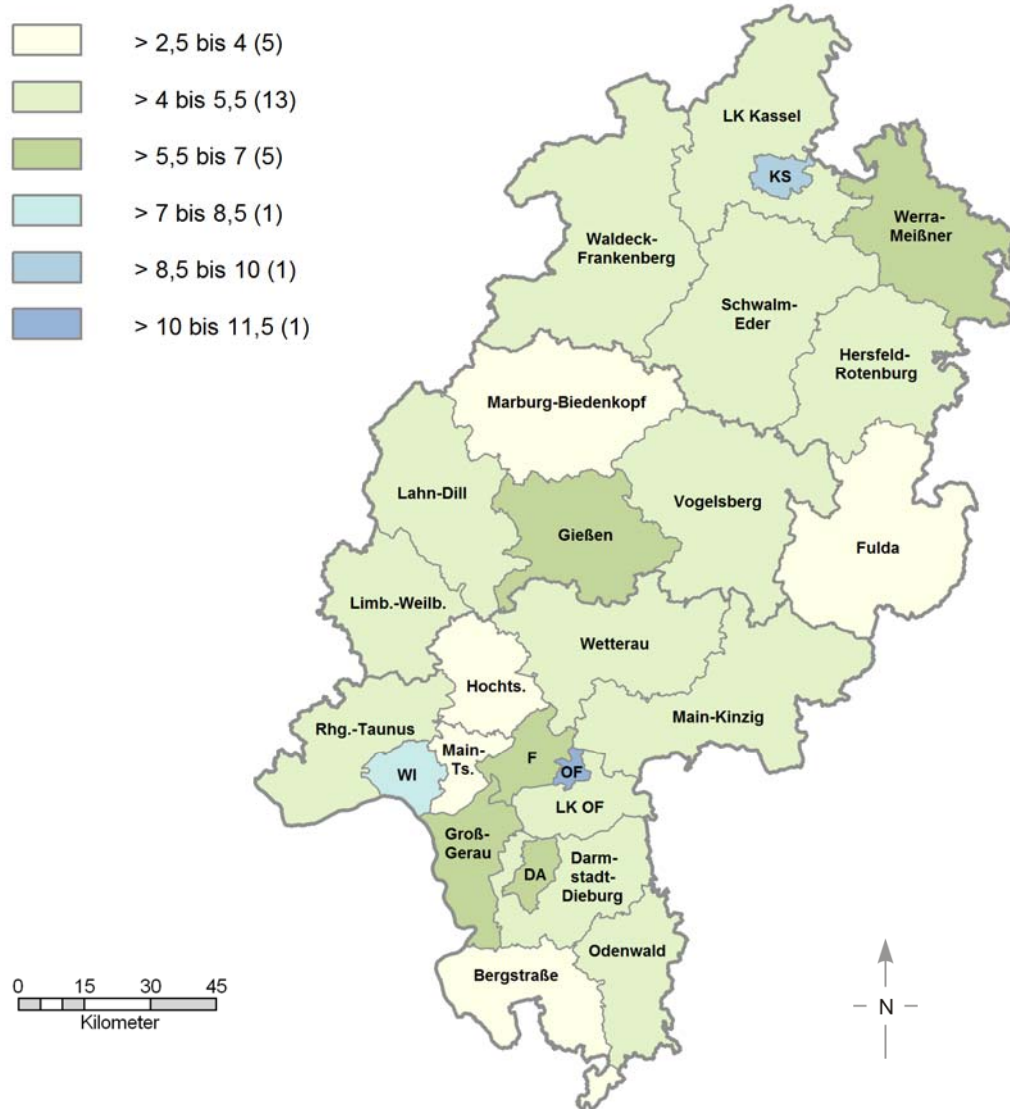 > 2,5 bis 4 (5)
> 4 bis 5,5 (13)
> 5,5 bis 7 (5)
> 7 bis 8,5 (1)
> 8,5 bis 10 (1)
> 10 bis 11,5 (1)
LK Kassel
KS
Werra-
Meißner
Waldeck-
Frankenberg
Schwalm-
Eder
Hersfeld-
Rotenburg
Marburg-Biedenkopf
Lahn-Dill
Vogelsberg
Gießen
Fulda
Limb.-Weilb.
Wetterau
Hochts.
Main-Kinzig
Rhg.-Taunus
Main-
Ts.
F
WI
OF
LK OF
Groß-
Gerau
Darm-
stadt-
Dieburg
DA
Odenwald
Bergstraße
0 15 30 45
Kilometer
N